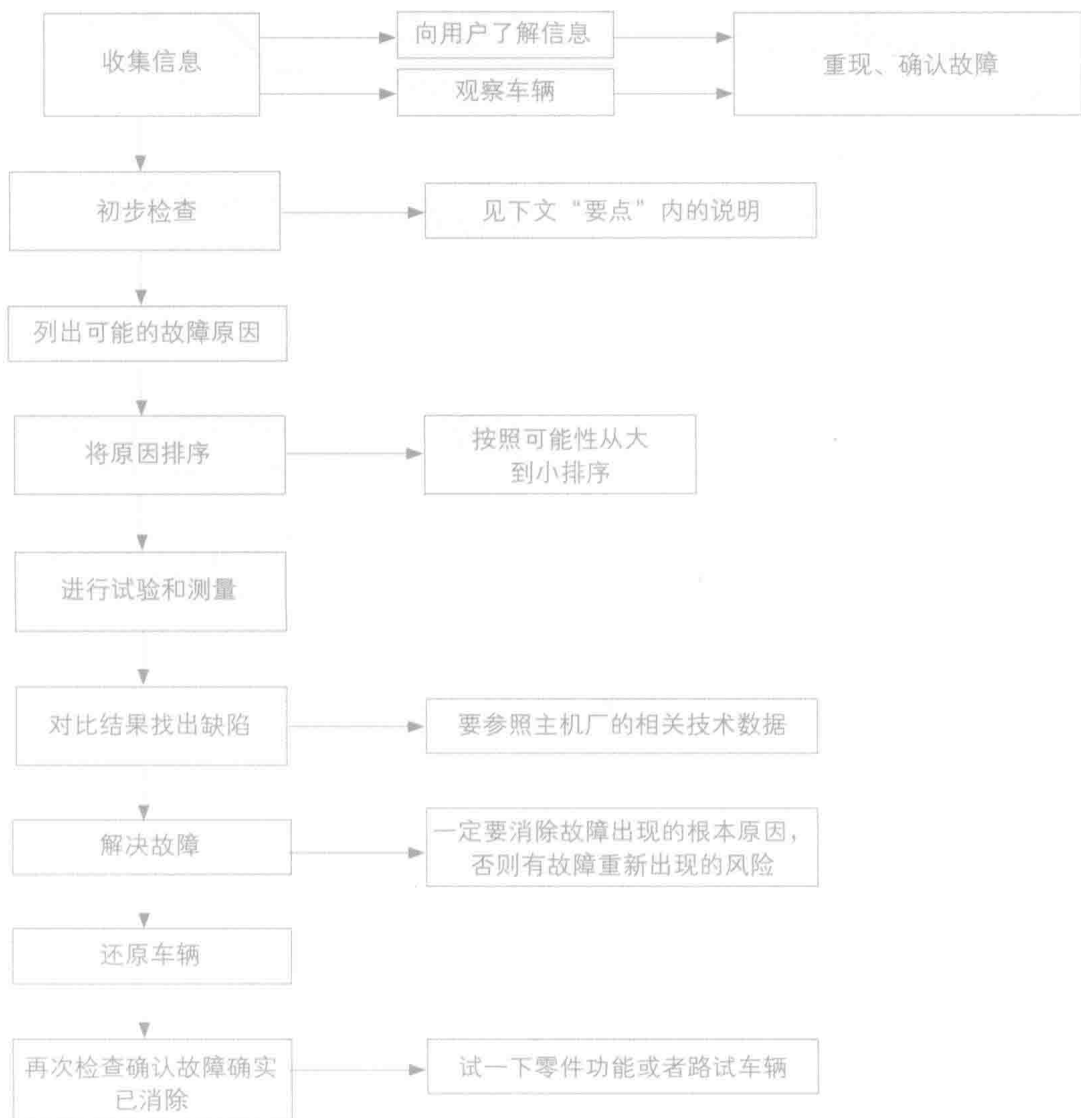 收集信息
向用户了解信息
观察车辆
重现、确认故障
初步检查
见下文“要点”内的说明
列出可能的故障原因
将原因排序
按照可能性从大
到小排序
进行试验和测量
对比结果找出缺陷
要参照主机厂的相关技术数据
解决故障
一定要消除故障出现的根本原因，
否则有故障重新出现的风险
还原车辆
再次检查确认故障确实
已消除
试一下零件功能或者路试车辆